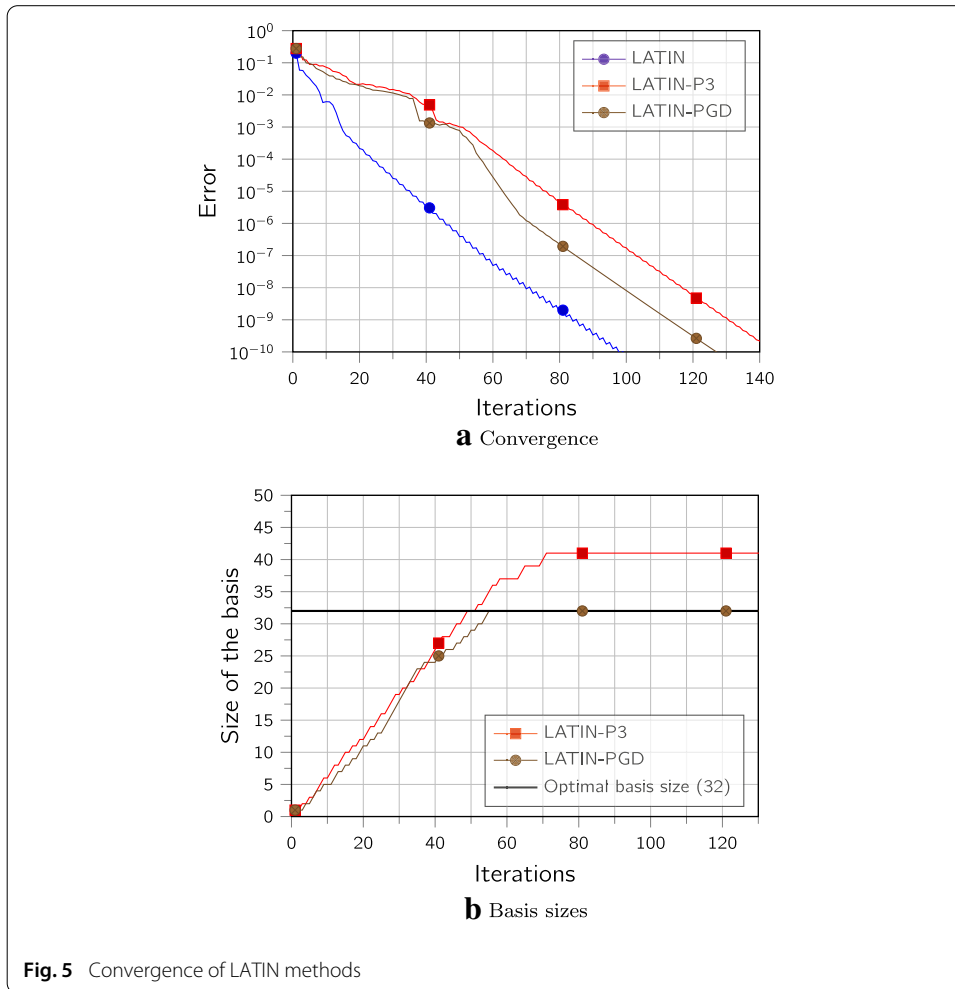 10⁰
10⁻¹
10⁻²
10⁻³
10⁻⁴
10⁻⁵
10⁻⁶
10⁻⁷
10⁻⁸
10⁻⁹
10⁻¹⁰
Error
LATIN
LATIN-P3
LATIN-PGD
0 20 40 60 80 100 120 140
Iterations
a Convergence
50
45
40
35
30
25
20
15
10
5
0
Size of the basis
LATIN-P3
LATIN-PGD
Optimal basis size (32)
0 20 40 60 80 100 120
Iterations
b Basis sizes
Fig. 5 Convergence of LATIN methods